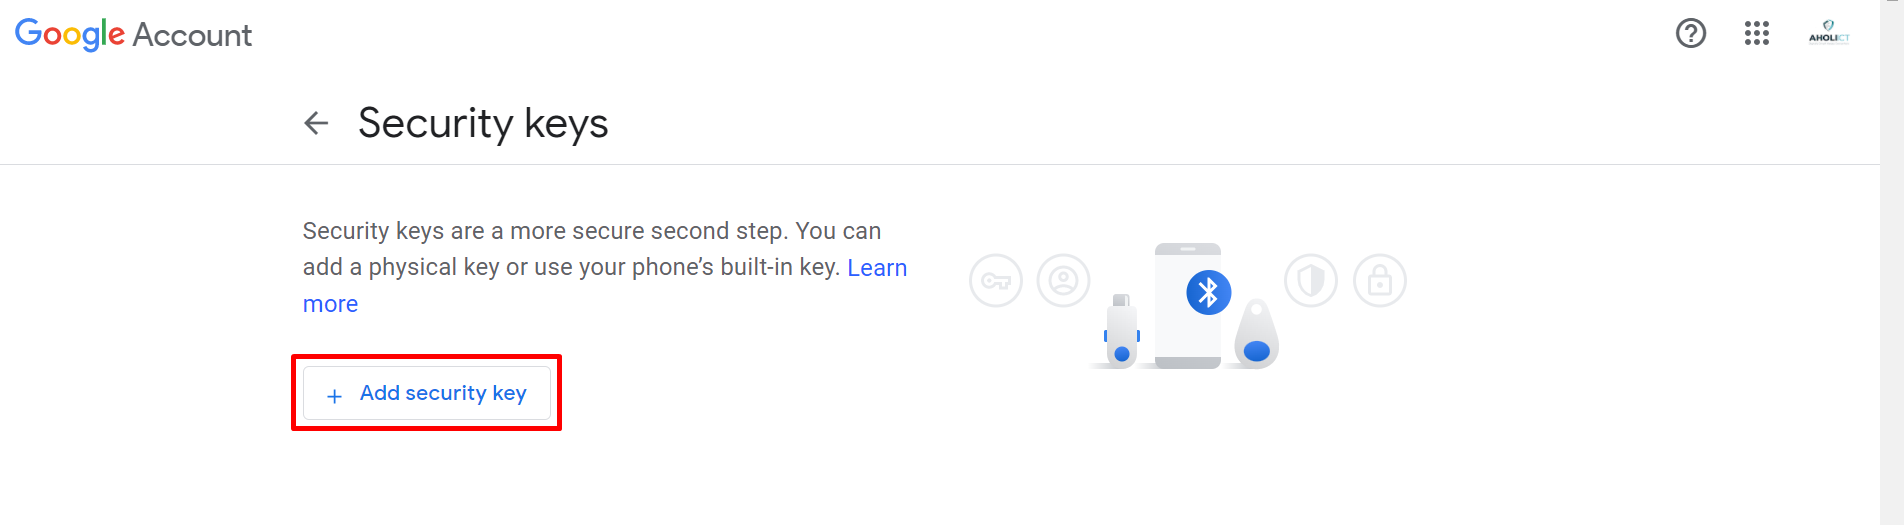 Google Account
AHOLICT
Security keys
Security keys are a more secure second step. You can
add a physical key or use your phone’s built-in key. Learn
more
+ Add security key